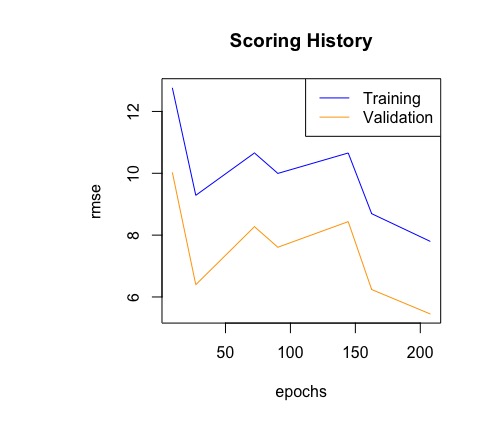 Scoring History
Training
Validation
rmse
12
10
8
6
50 100 150 200
epochs